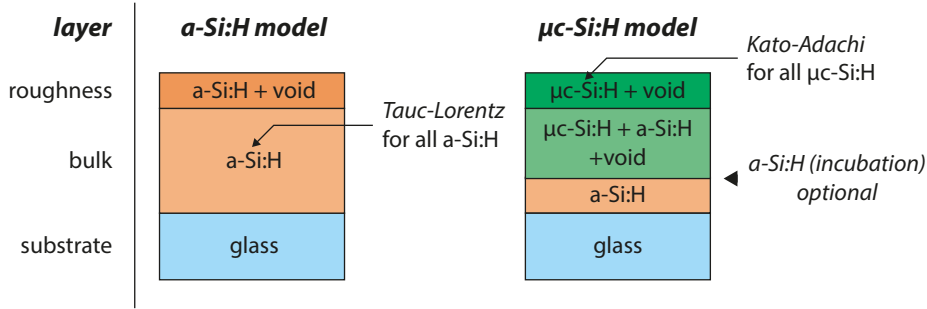 layer
a-Si:H model
μc-Si:H model
Kato-Adachi
for all μc-Si:H
roughness
a-Si:H + void
μc-Si:H + void
Tauc-Lorentz
for all a-Si:H
bulk
a-Si:H
μc-Si:H + a-Si:H
+void
a-Si:H (incubation)
optional
a-Si:H
substrate
glass
glass